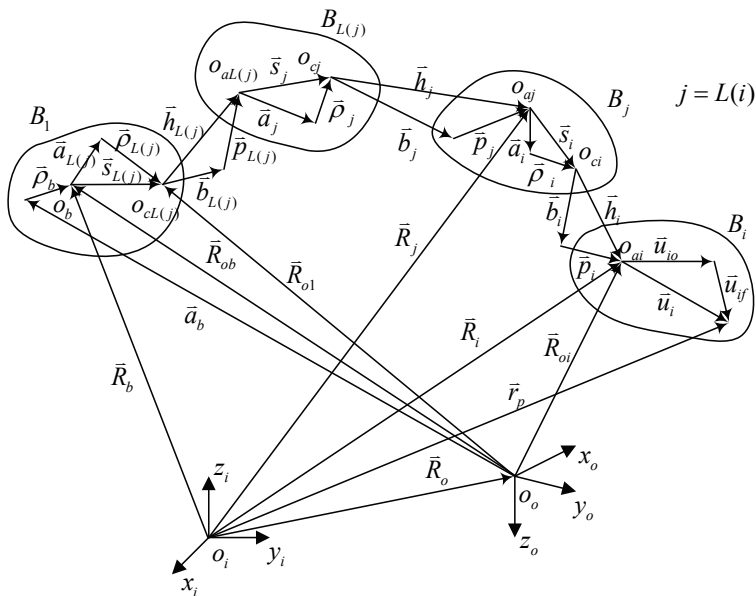 B_{L(j)}
o_{aL(j)} \vec{s}_j o_{cj}
\vec{a}_j \vec{ρ}_j
\vec{h}_j
o_{aj} B_j j = L(i)
B_1
\vec{h}_{L(j)}
\vec{p}_{L(j)}
\vec{b}_{L(j)}
\vec{a}_{L(j)} \vec{ρ}_{L(j)}
\vec{s}_{L(j)}
\vec{ρ}_b
o_b o_{cL(j)}
\vec{b}_j \vec{p}_j
\vec{s}_i
\vec{a}_i o_{ci}
\vec{ρ}_i
\vec{b}_i \vec{h}_i
B_i
o_{ai} \vec{u}_{io}
\vec{p}_i \vec{u}_i \vec{u}_{if}
\vec{R}_{ob} \vec{R}_{o1} \vec{R}_j
\vec{a}_b
\vec{R}_i \vec{R}_{oi}
\vec{R}_b
\vec{r}_p
\vec{R}_o
x_o
o_o y_o
z_o
z_i
o_i y_i
x_i